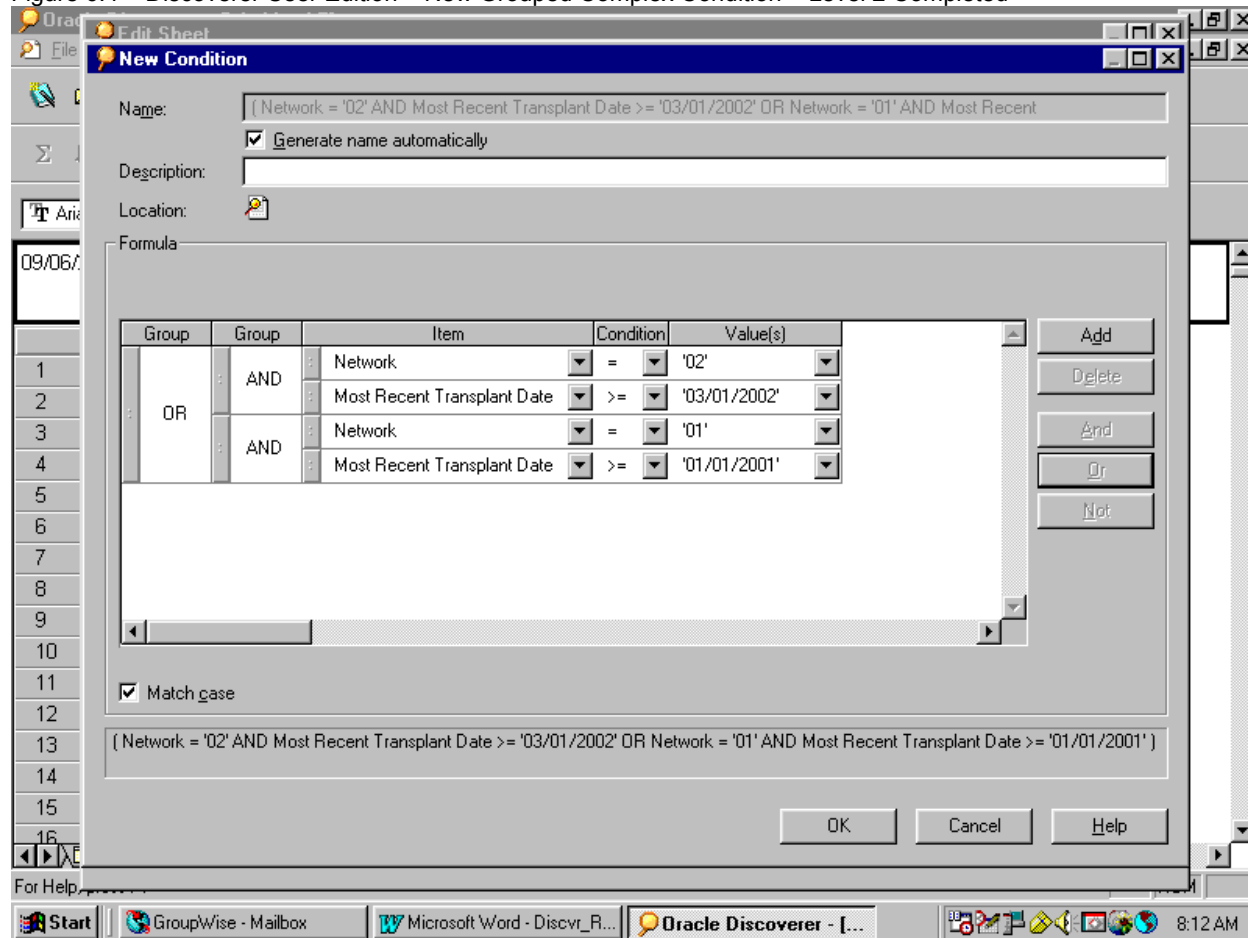 Edit Sheet
File
New Condition
Name:
( Network = '02' AND Most Recent Transplant Date >= '03/01/2002' OR Network = '01' AND Most Recent
Generate name automatically
Description:
Location:
Formula
09/06/
Group Group Item Condition Value(s)
Add
Delete
And
Or
Not
OR
AND
Network = '02'
Most Recent Transplant Date >= '03/01/2002'
AND
Network = '01'
Most Recent Transplant Date >= '01/01/2001'
1
2
3
4
5
6
7
8
9
10
11
12
13
14
15
16
Match case
( Network = '02' AND Most Recent Transplant Date >= '03/01/2002' OR Network = '01' AND Most Recent Transplant Date >= '01/01/2001' )
OK Cancel Help
For Help,
Start GroupWise - Mailbox Microsoft Word - Discvr_R... Oracle Discoverer - [... 8:12 AM